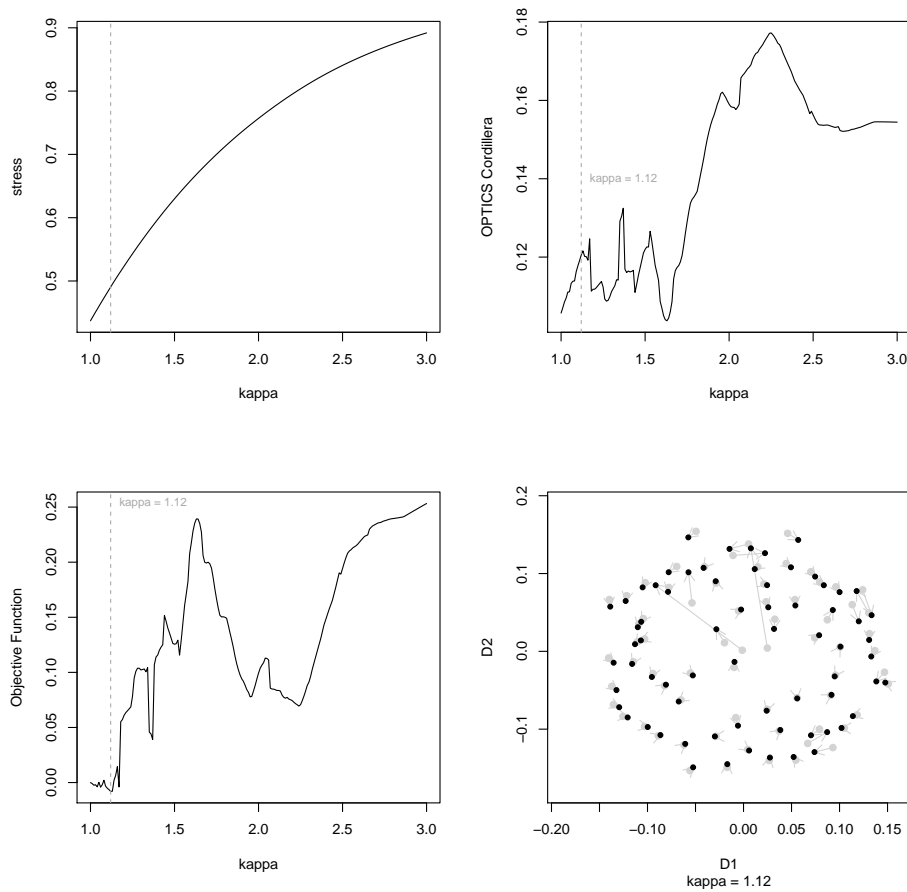 0.9
0.8
0.7
0.6
0.5
stress
1.0 1.5 2.0 2.5 3.0
kappa
0.18
0.16
0.14
0.12
OPTICS Cordillera
kappa = 1.12
1.0 1.5 2.0 2.5 3.0
kappa
0.25
0.20
0.15
0.10
0.05
0.00
Objective Function
kappa = 1.12
1.0 1.5 2.0 2.5 3.0
kappa
0.2
0.1
0.0
−0.1
D2
−0.20 −0.10 0.00 0.05 0.10 0.15
D1
kappa = 1.12